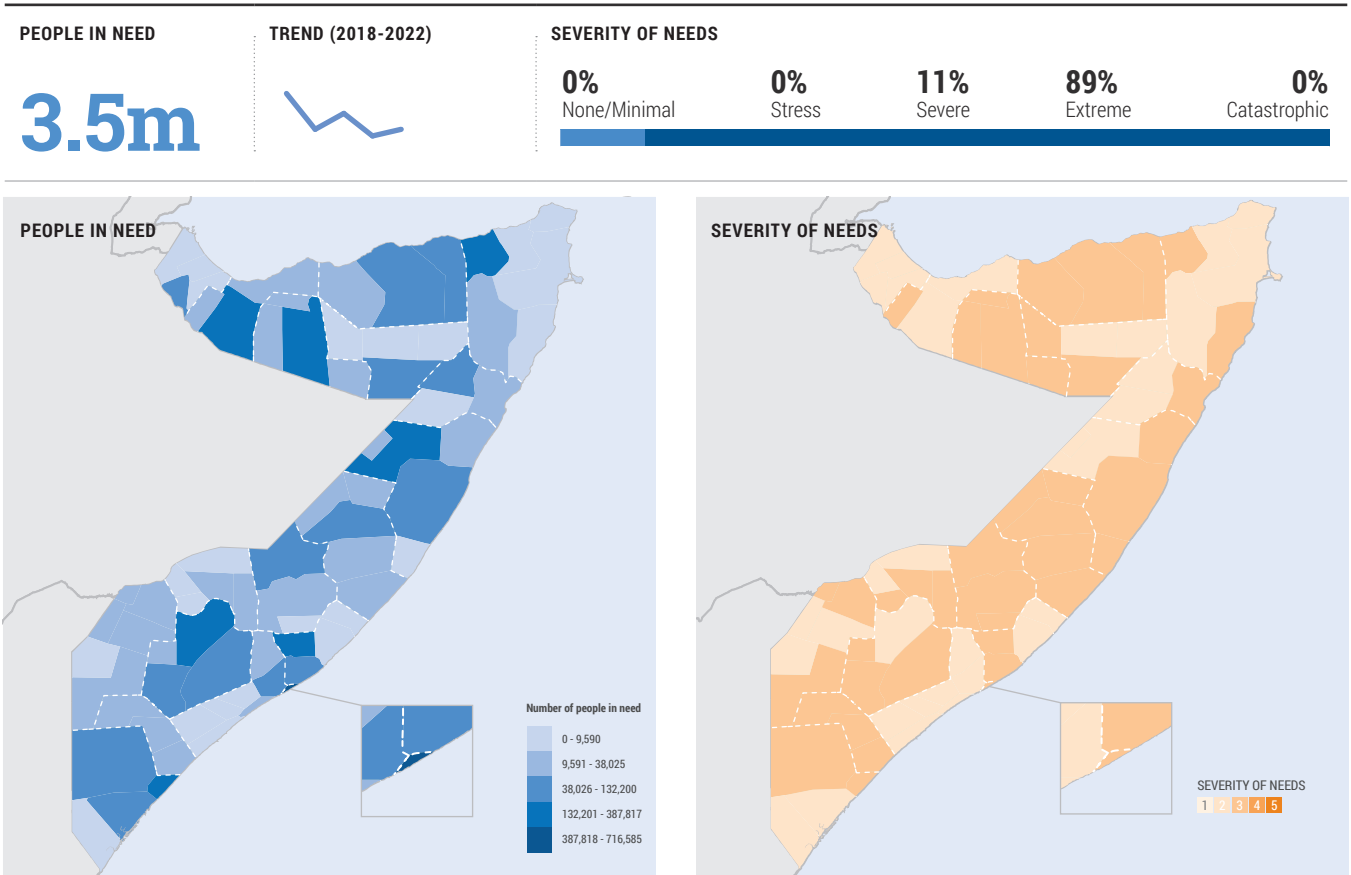 PEOPLE IN NEED
TREND (2018-2022)
SEVERITY OF NEEDS
3.5m
0%
None/Minimal
0%
Stress
11%
Severe
89%
Extreme
0%
Catastrophic
PEOPLE IN NEED
Number of people in need
0 - 9,590
9,591 - 38,025
38,026 - 132,200
132,201 - 387,817
387,818 - 716,585
SEVERITY OF NEEDS
SEVERITY OF NEEDS
1 2 3 4 5